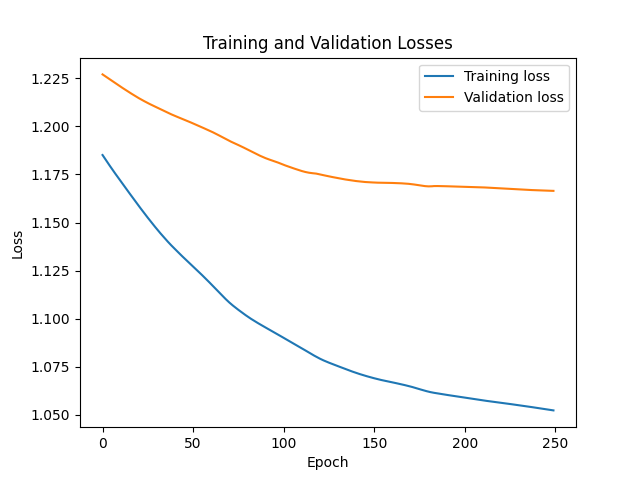 Training and Validation Losses
Training loss
Validation loss
1.225
1.200
1.175
1.150
1.125
1.100
1.075
1.050
Loss
0 50 100 150 200 250
Epoch